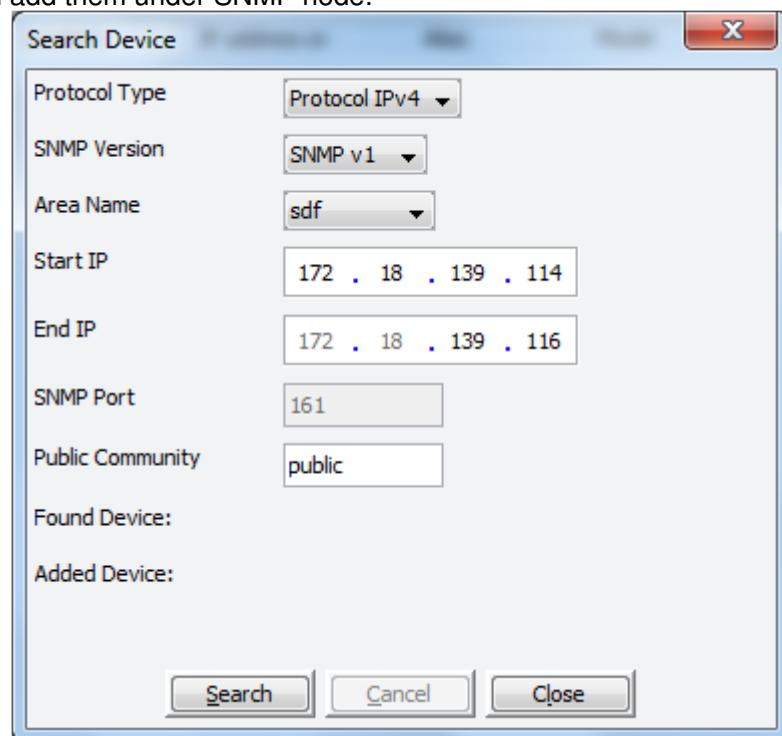 add them under SNMP node.
Search Device
Protocol Type Protocol IPv4
SNMP Version SNMP v1
Area Name sdf
Start IP 172 . 18 . 139 . 114
End IP 172 . 18 . 139 . 116
SNMP Port 161
Public Community public
Found Device:
Added Device:
Search Cancel Close